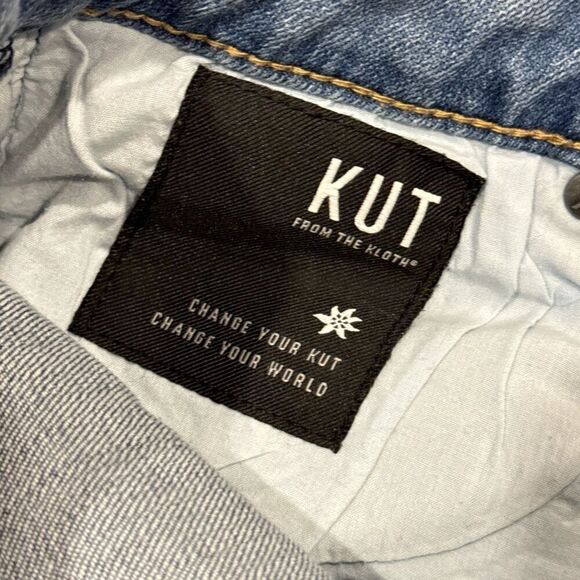 KUT
FROM THE KLOTH®
CHANGE YOUR KUT
CHANGE YOUR WORLD